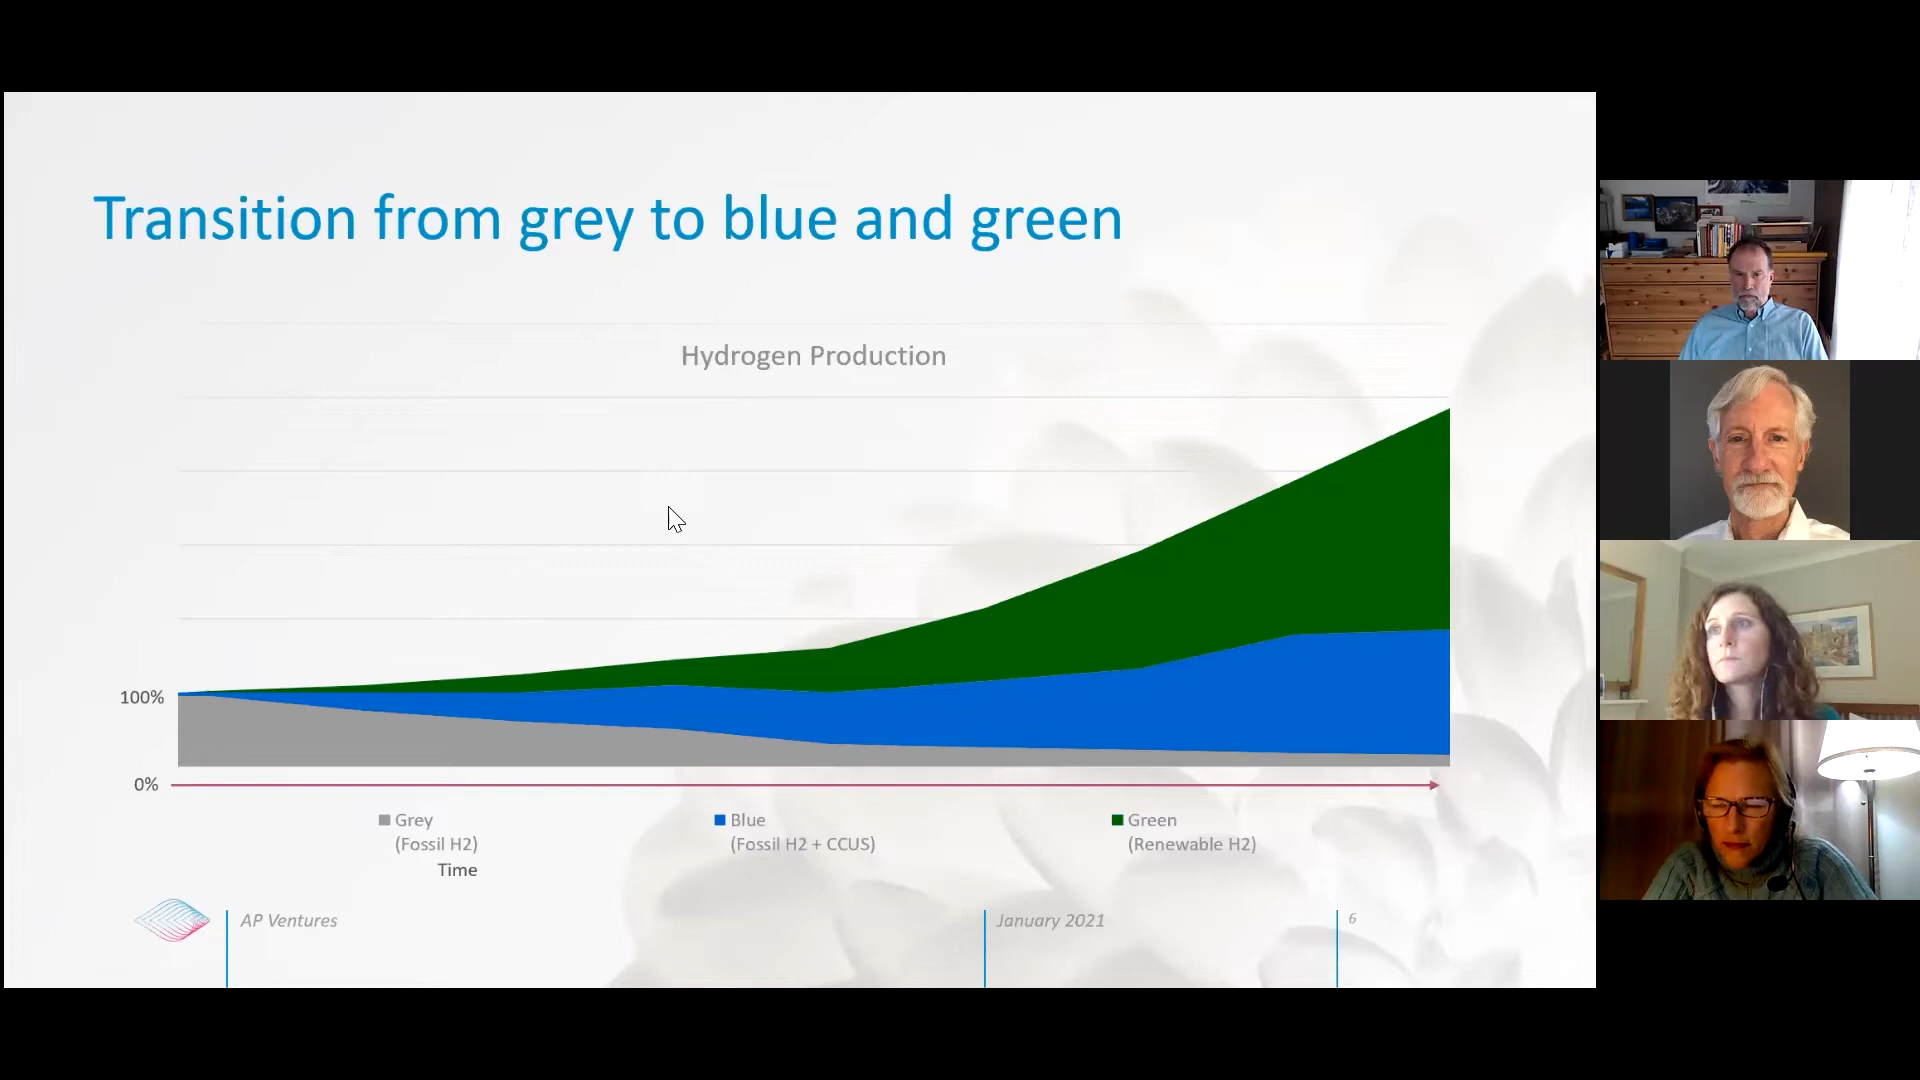 Transition from grey to blue and green
Hydrogen Production
100%
0%
Grey
(Fossil H2)
Blue
(Fossil H2 + CCUS)
Green
(Renewable H2)
Time
AP Ventures
January 2021
6